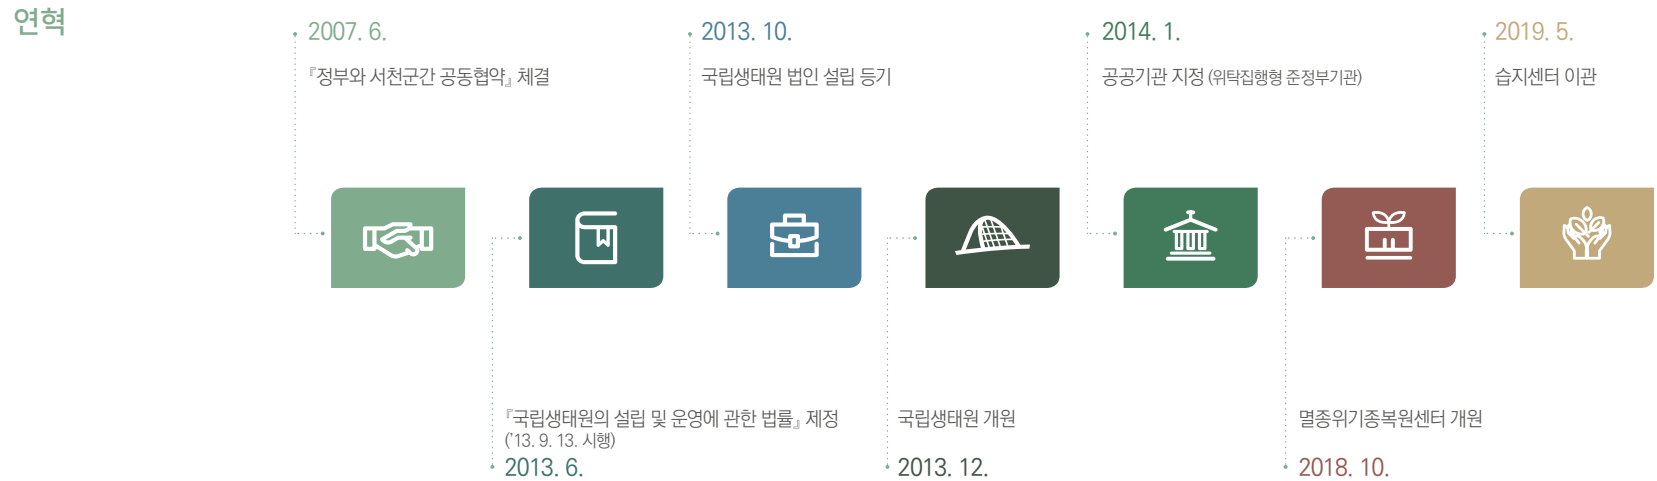 연혁
2007. 6.
『정부와 서천군간 공동협약』 체결
『국립생태원의 설립 및 운영에 관한 법률』 제정
('13. 9. 13. 시행)
2013. 6.
2013. 10.
국립생태원 법인 설립 등기
국립생태원 개원
2013. 12.
2014. 1.
공공기관 지정 (위탁집행형 준정부기관)
멸종위기종복원센터 개원
2018. 10.
2019. 5.
습지센터 이관